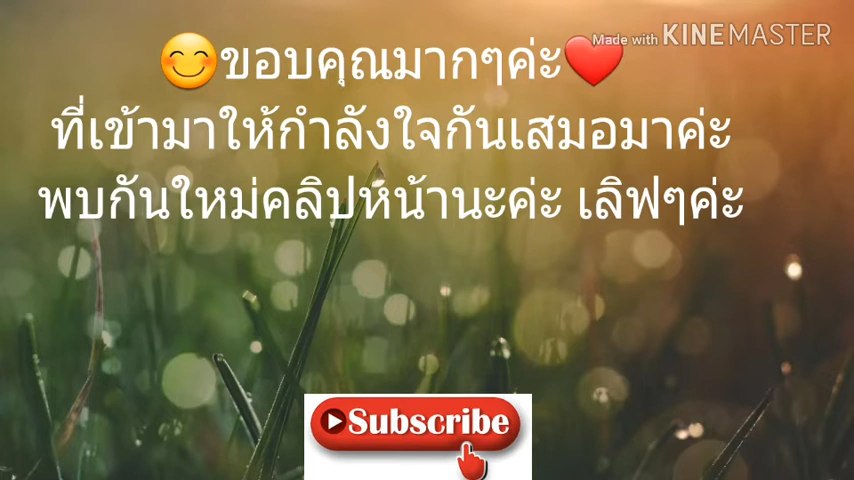 Made with KINEMASTER
😊ขอบคุณมากๆค่ะ❤
ที่เข้ามาให้กำลังใจกันเสมอมาค่ะ
พบกันใหม่คลิปหน้านะค่ะ เลิฟๆค่ะ
Subscribe